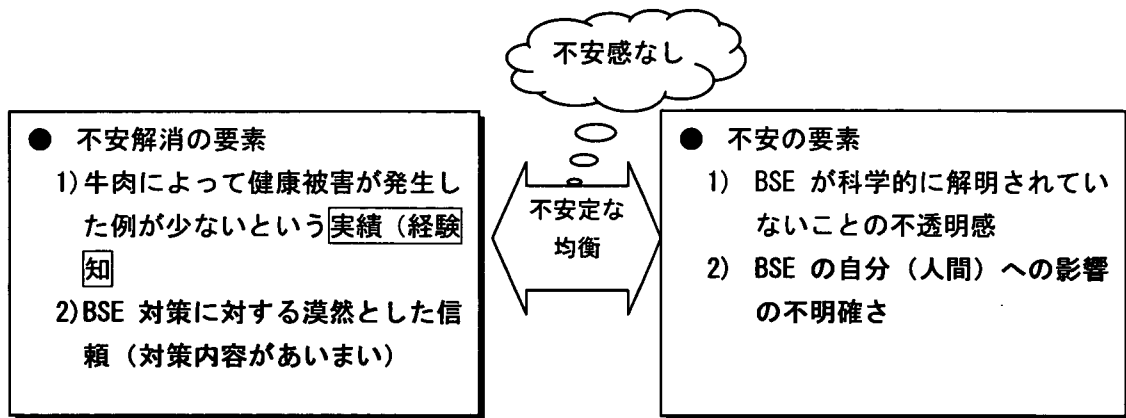 不安感なし
● 不安解消の要素
1)牛肉によって健康被害が発生し
た例が少ないという実績（経験
知
2)BSE 対策に対する漠然とした信
頼（対策内容があいまい）
不安定な
均衡
● 不安の要素
1) BSE が科学的に解明されてい
ないことの不透明感
2) BSE の自分（人間）への影響
の不明確さ